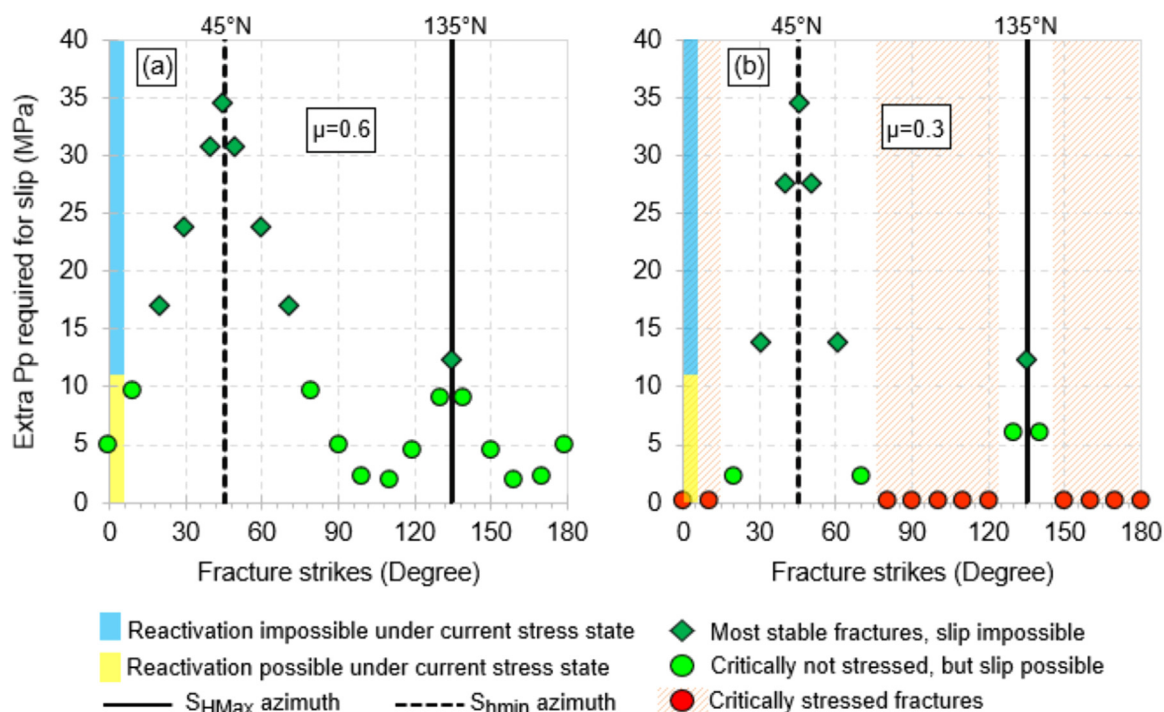 45°N 135°N 45°N 135°N
40 40
(a) (b)
35 35
μ=0.6 μ=0.3
30 30
25 25
20 20
15 15
10 10
5 5
0 0
Extra Pp required for slip (MPa)
0 30 60 90 120 150 180 0 30 60 90 120 150 180
Fracture strikes (Degree) Fracture strikes (Degree)
Reactivation impossible under current stress state Most stable fractures, slip impossible
Reactivation possible under current stress state Critically not stressed, but slip possible
SHMax azimuth Shmin azimuth Critically stressed fractures